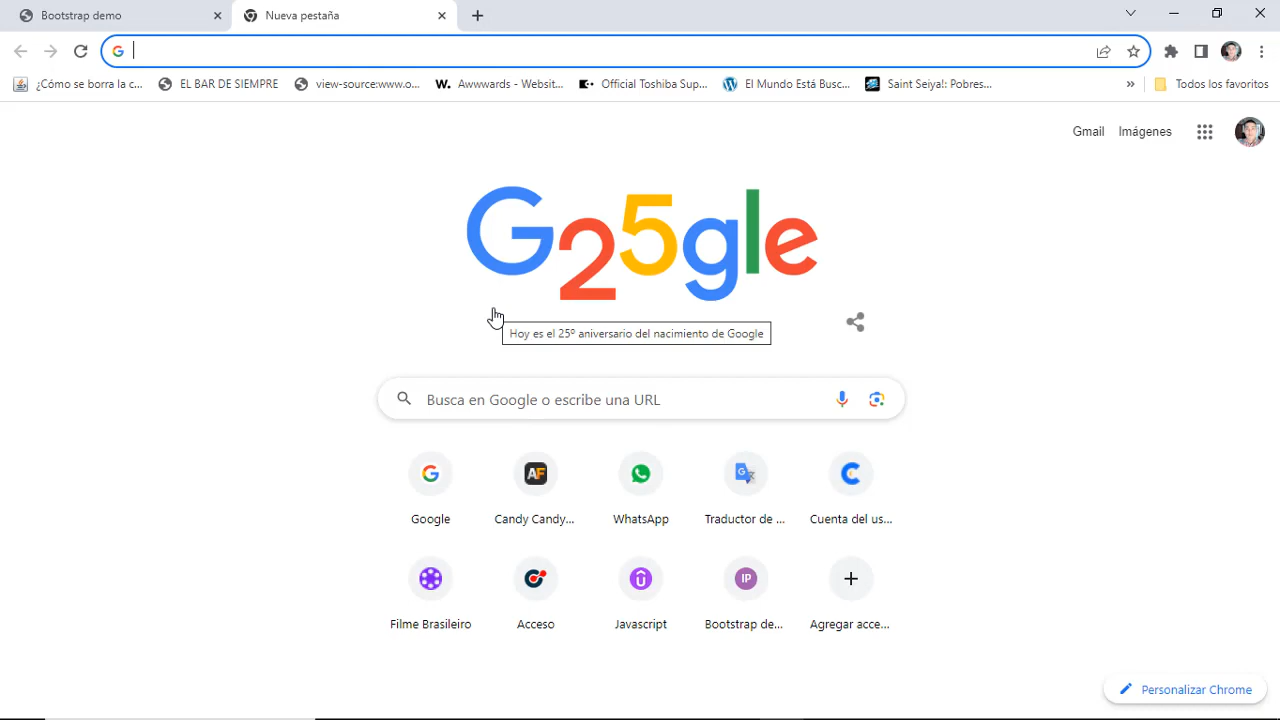 Bootstrap demo
Nueva pestaña
¿Cómo se borra la c...
EL BAR DE SIEMPRE
view-source:www.o...
W. Awwwards - Websit...
Official Toshiba Sup...
El Mundo Está Busc...
Saint Seiya!: Pobres...
»
Todos los favoritos
Gmail
Imágenes
G25gle
Hoy es el 25º aniversario del nacimiento de Google
Busca en Google o escribe una URL
AF
IP
Google
Candy Candy...
WhatsApp
Traductor de ...
Cuenta del us...
Filme Brasileiro
Acceso
Javascript
Bootstrap de...
Agregar acce...
Personalizar Chrome